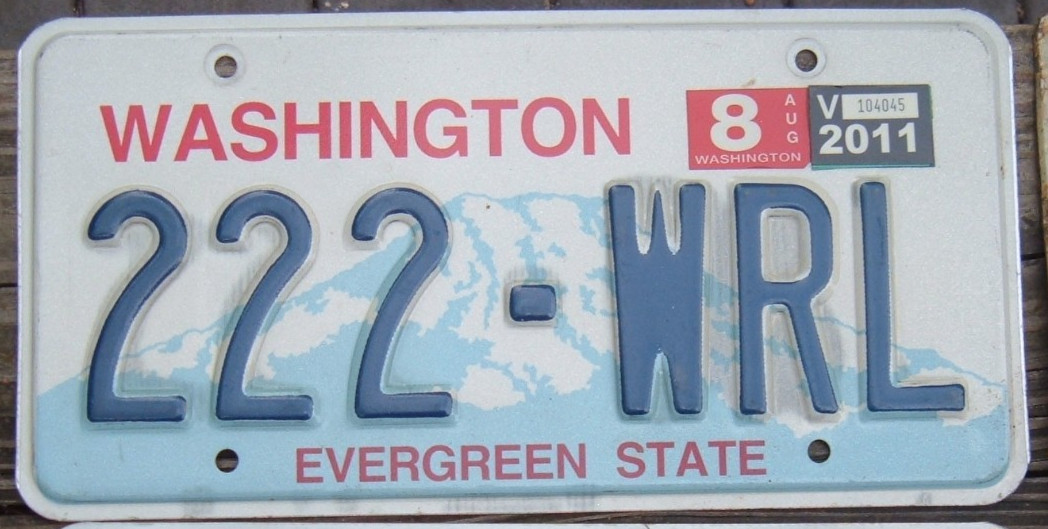 WASHINGTON
8 AUG WASHINGTON
V 104045 2011
222-WRL
EVERGREEN STATE